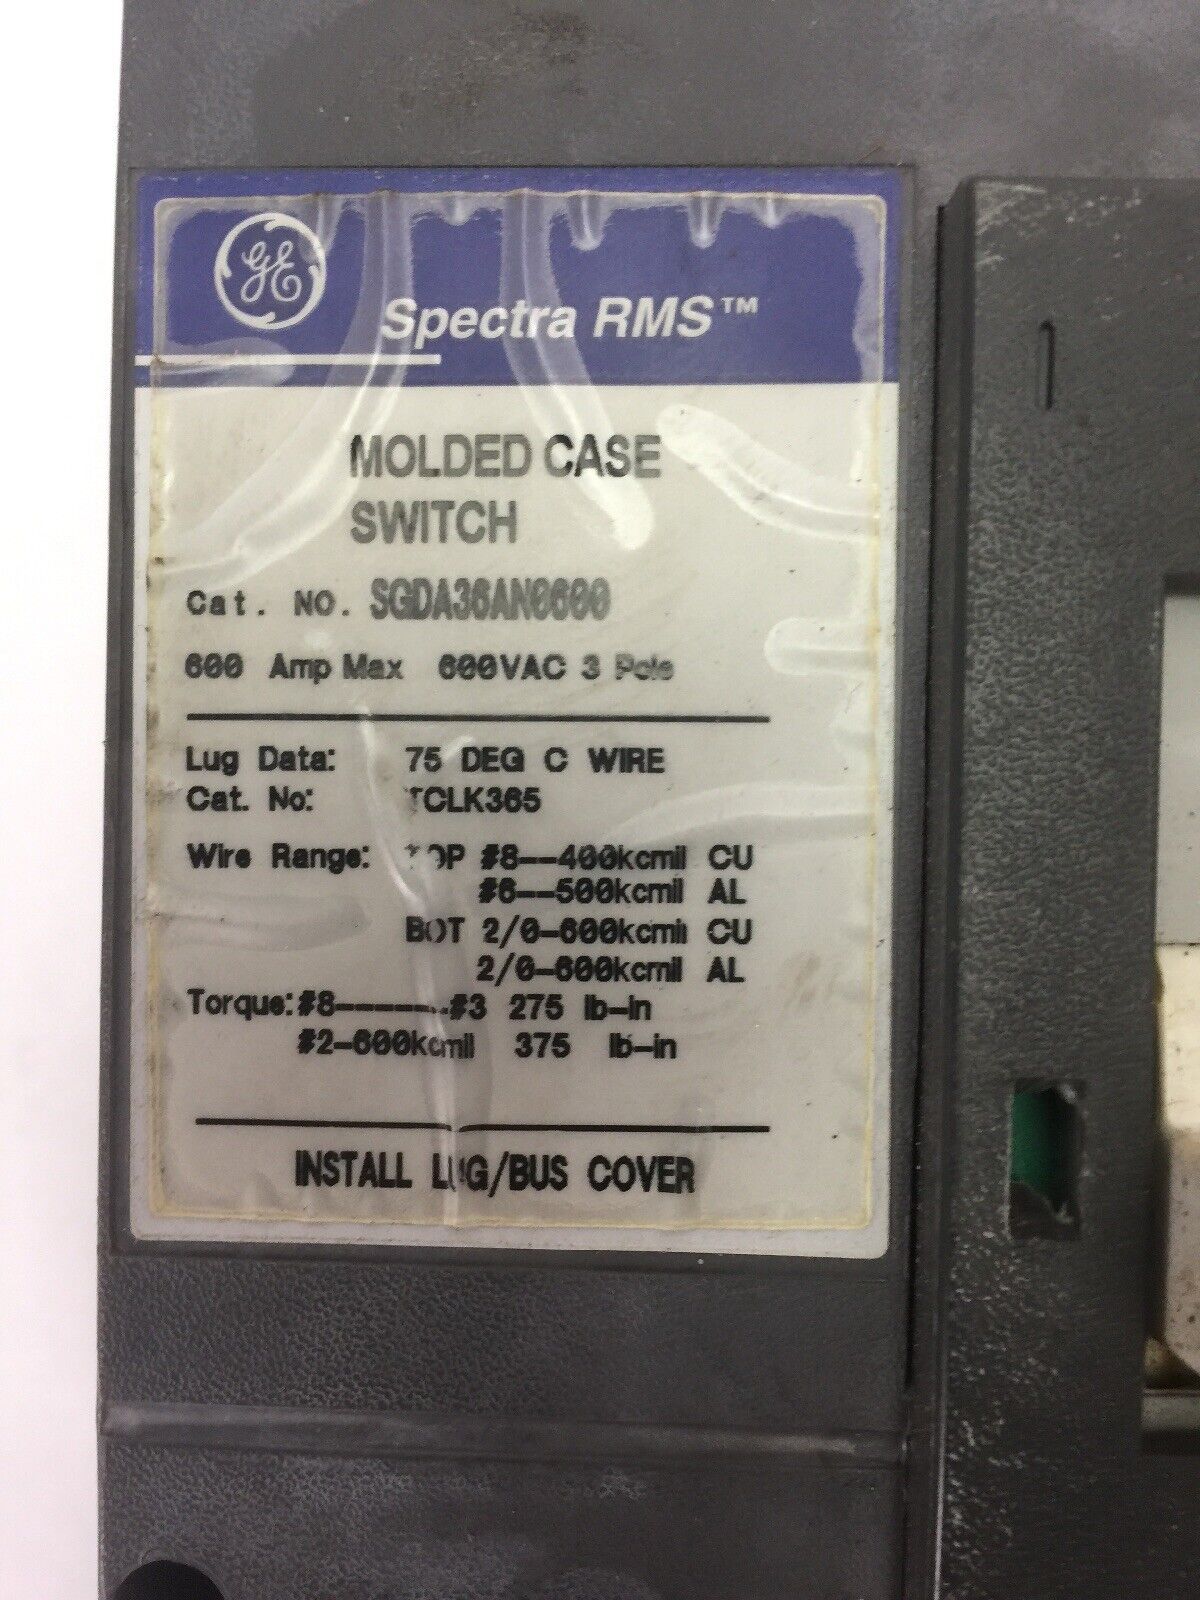 GE
Spectra RMS™
MOLDED CASE
SWITCH
Cat. NO. SGDA36AN0600
600 Amp Max 600VAC 3 Pole
Lug Data: 75 DEG C WIRE
Cat. No: TCLK365
Wire Range: TOP #8--400kcmil CU
#6--500kcmil AL
BOT 2/0-600kcmil CU
2/0-600kcmil AL
Torque: #8-------#3 275 lb-in
#2-600kcmil 375 lb-in
INSTALL LUG/BUS COVER